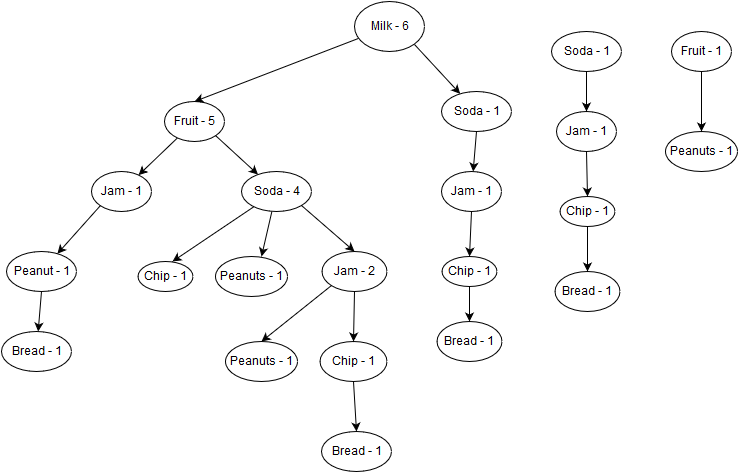 Milk - 6
Soda - 1
Fruit - 1
Fruit - 5
Soda - 1
Jam - 1
Peanuts - 1
Jam - 1
Soda - 4
Jam - 1
Chip - 1
Peanut - 1
Chip - 1
Peanuts - 1
Jam - 2
Chip - 1
Bread - 1
Bread - 1
Peanuts - 1
Chip - 1
Bread - 1
Bread - 1